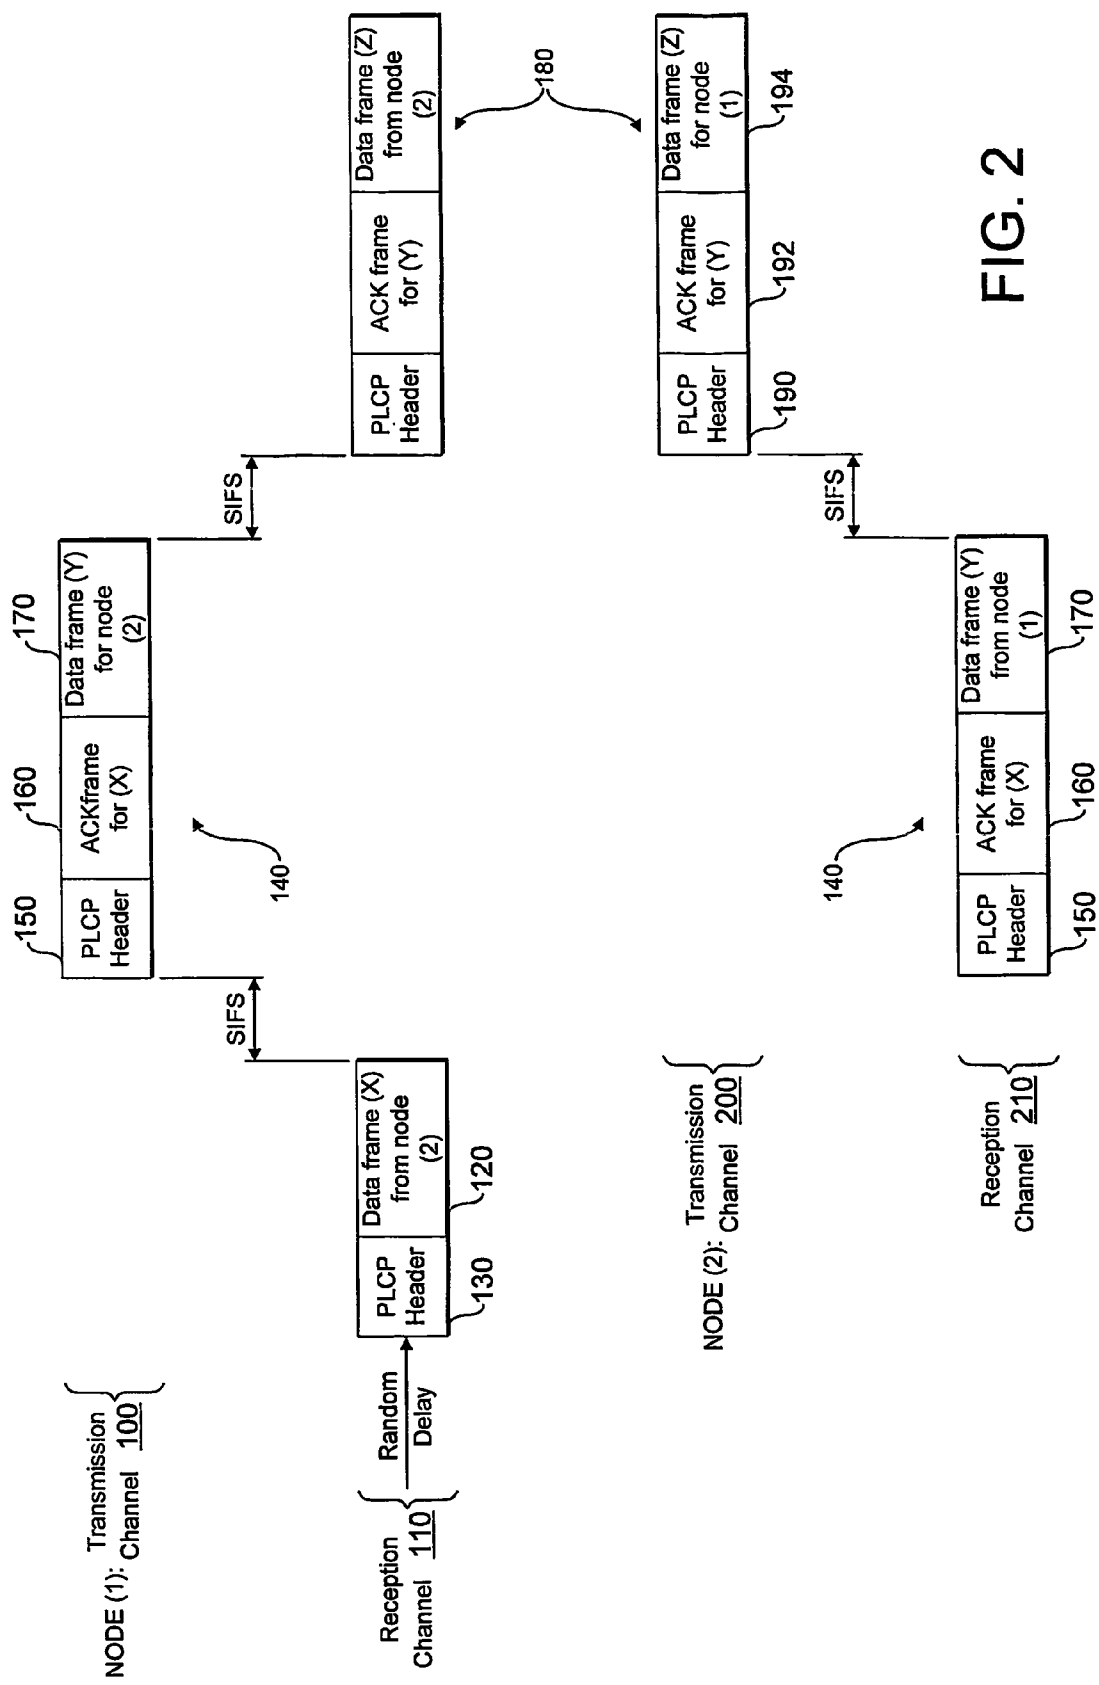 NODE (1): Transmission
Channel 100
150
160
170
PLCP
Header
ACKframe
for (X)
Data frame (Y)
for node
(2)
140
SIFS
SIFS
Reception
Channel 110
Random
Delay
PLCP
Header
Data frame (X)
from node
(2)
130
120
PLCP
Header
ACK frame
for (Y)
Data frame (Z)
from node
(2)
180
NODE (2): Transmission
Channel 200
PLCP
Header
ACK frame
for (Y)
Data frame (Z)
for node
(1)
190
192
194
SIFS
140
Reception
Channel 210
PLCP
Header
ACK frame
for (X)
Data frame (Y)
from node
(1)
150
160
170
FIG. 2